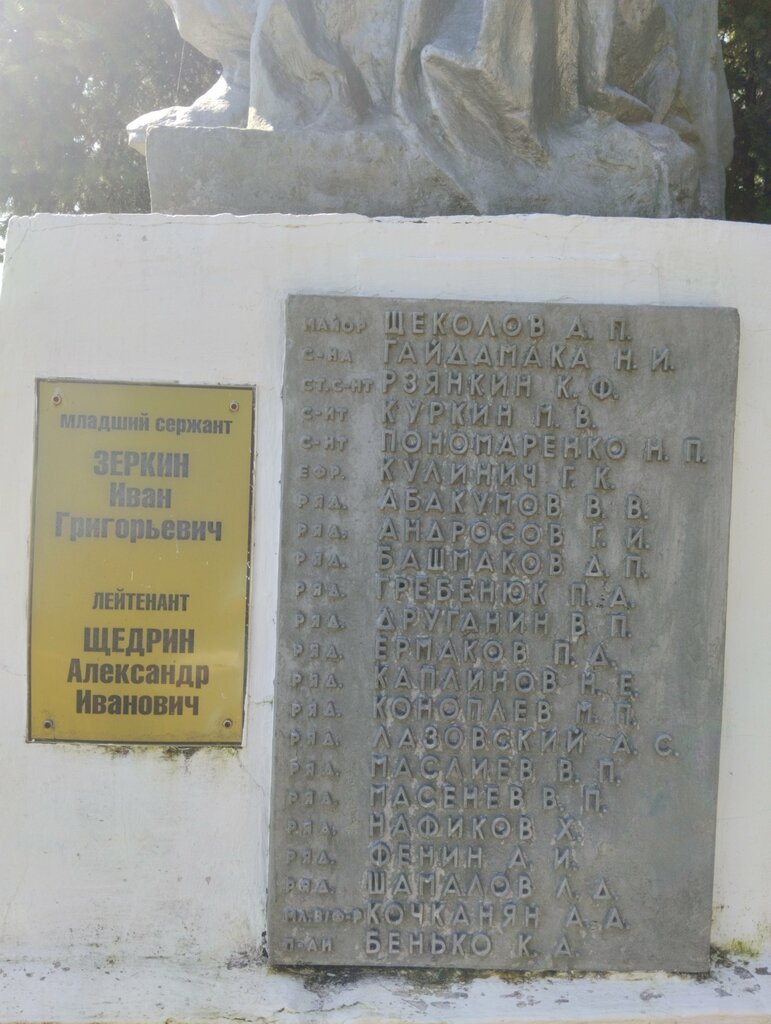 младший сержант
ЗЕРКИН
Иван
Григорьевич
ЛЕЙТЕНАНТ
ЩЕДРИН
Александр
Иванович
МАЙОР ЩЕКОЛОВ А. П.
С-НА ГАЙДАМАКА Н. И.
СТ.С-НТ РЗЯНКИН К. Ф.
С-НТ КУРКИН М. В.
С-НТ ПОНОМАРЕНКО Н. П.
ЕФР. КУЛИНИЧ Г. К.
РЯД. АБАКУМОВ В. В.
РЯД. АНДРОСОВ Г. И.
РЯД. БАШМАКОВ Д. П.
РЯД. ГРЕБЕНЮК П. Д.
РЯД. ДРУГАНИН В. П.
РЯД. ЕРМАКОВ П. Д.
РЯД. КАПЛИНОВ Н. Е.
РЯД. КОНОПЛЕВ М. П.
РЯД. ЛАЗОВСКИЙ А. С.
РЯД. МАСЛИЕВ В. П.
РЯД. МАСЕНЕВ В. П.
РЯД. НАФИКОВ Х.
РЯД. ФЕНИН А. И.
РЯД. ШАМАЛОВ Л. Д.
КОЧКАНЯН А. А.
БЕНЬКО К. А.